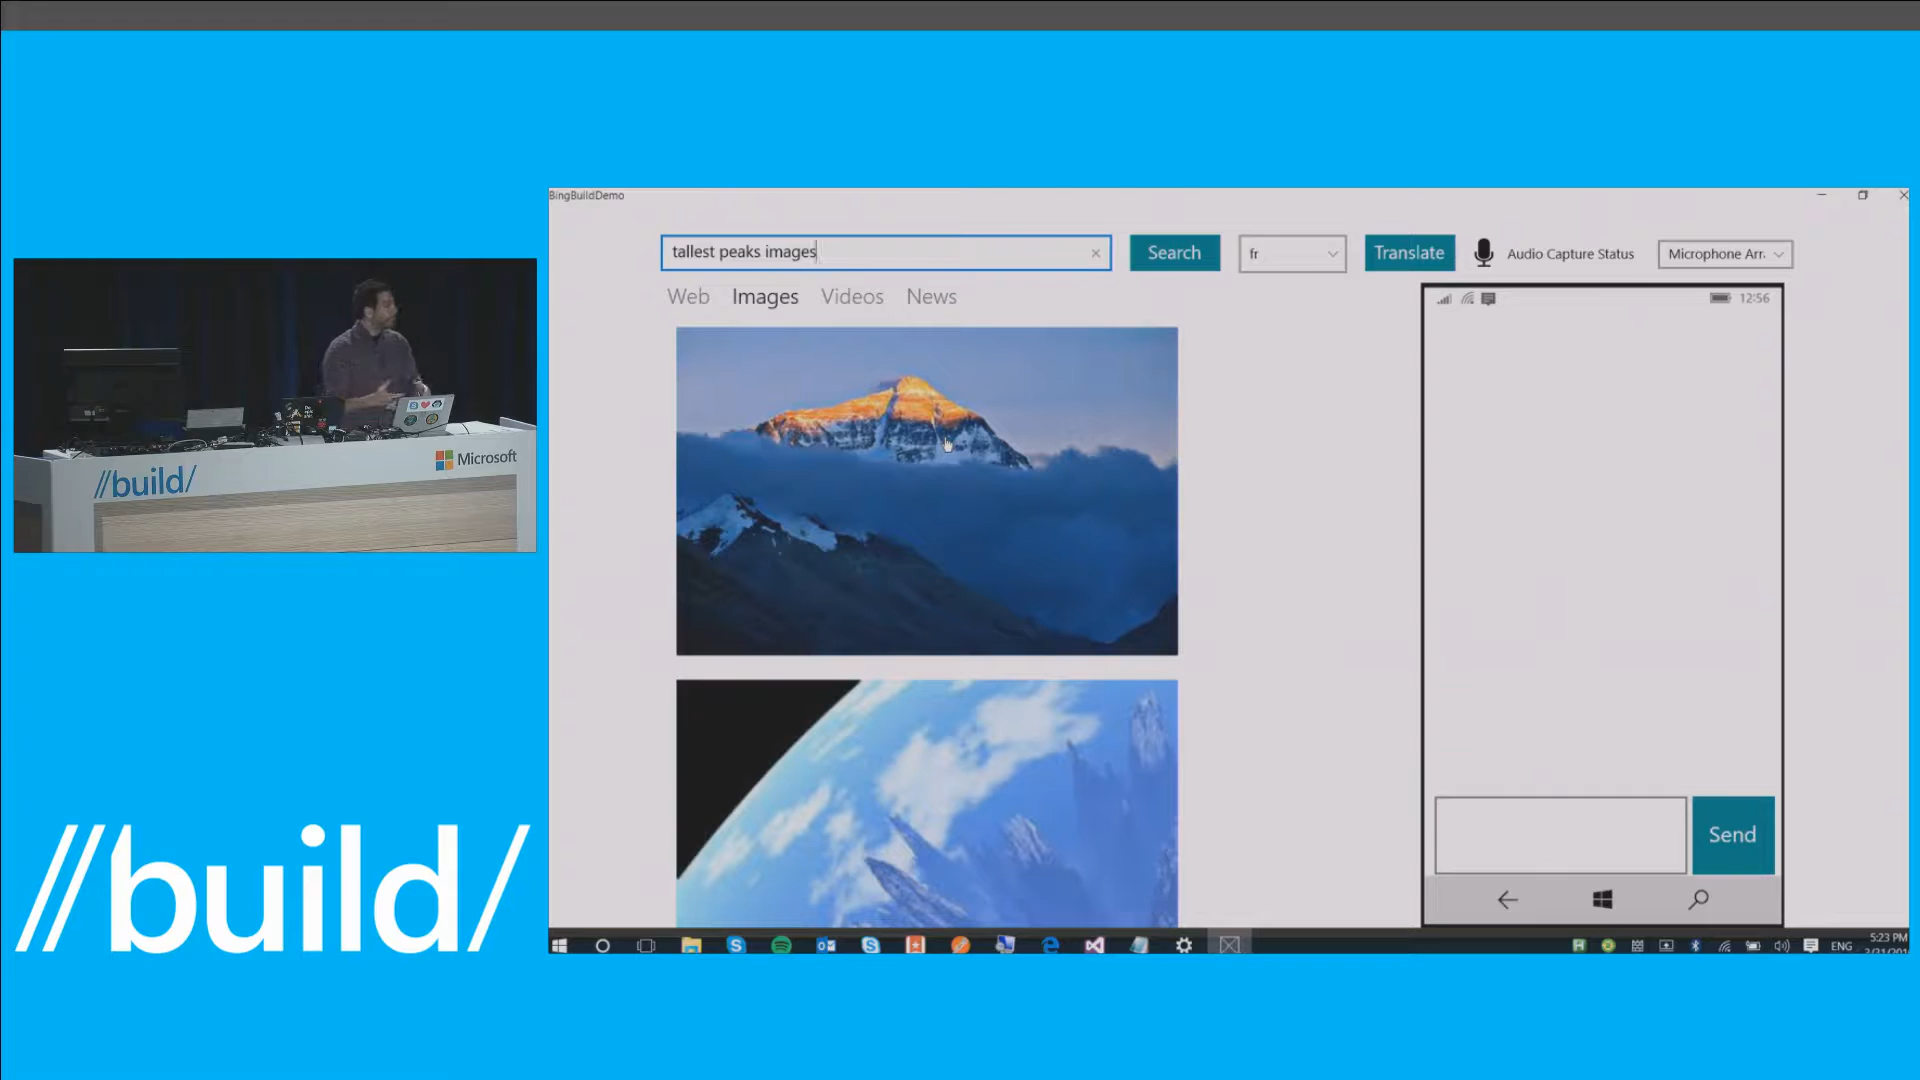 BingBuildDemo
tallest peaks images
Search
fr
Translate
Audio Capture Status
Microphone Arr.
Web Images Videos News
12:56
//build/
Microsoft
Send
//build/
ENG
5:23 PM